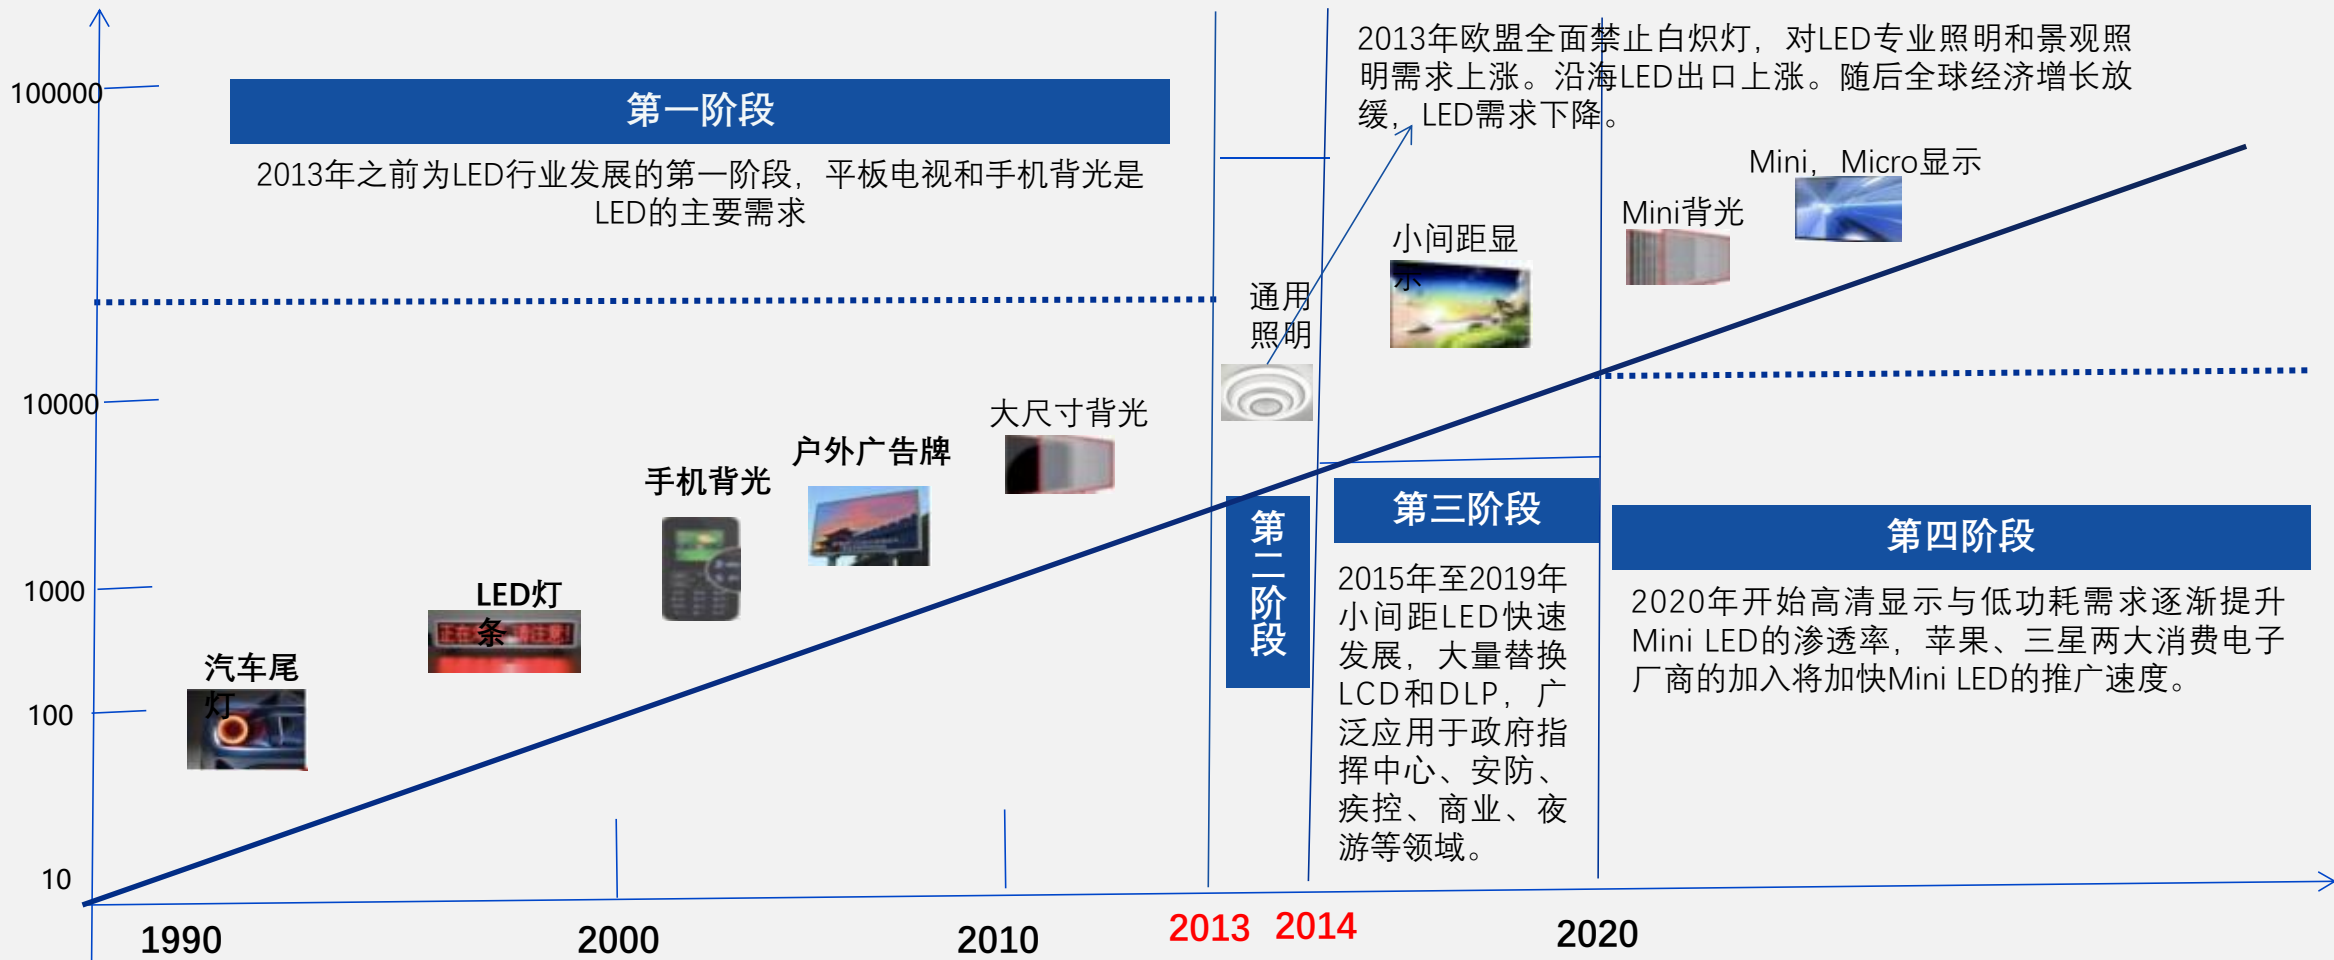 100000
10000
1000
100
10
第一阶段
2013年之前为LED行业发展的第一阶段，平板电视和手机背光是
LED的主要需求
2013年欧盟全面禁止白炽灯，对LED专业照明和景观照
明需求上涨。沿海LED出口上涨。随后全球经济增长放
缓，LED需求下降。
汽车尾
灯
LED灯
条
手机背光
户外广告牌
大尺寸背光
通用
照明
小间距显
示
Mini背光
Mini，Micro显示
第二阶段
第三阶段
2015年至2019年
小间距LED快速
发展，大量替换
LCD和DLP，广
泛应用于政府指
挥中心、安防、
疾控、商业、夜
游等领域。
第四阶段
2020年开始高清显示与低功耗需求逐渐提升
Mini LED的渗透率，苹果、三星两大消费电子
厂商的加入将加快Mini LED的推广速度。
1990
2000
2010
2013
2014
2020